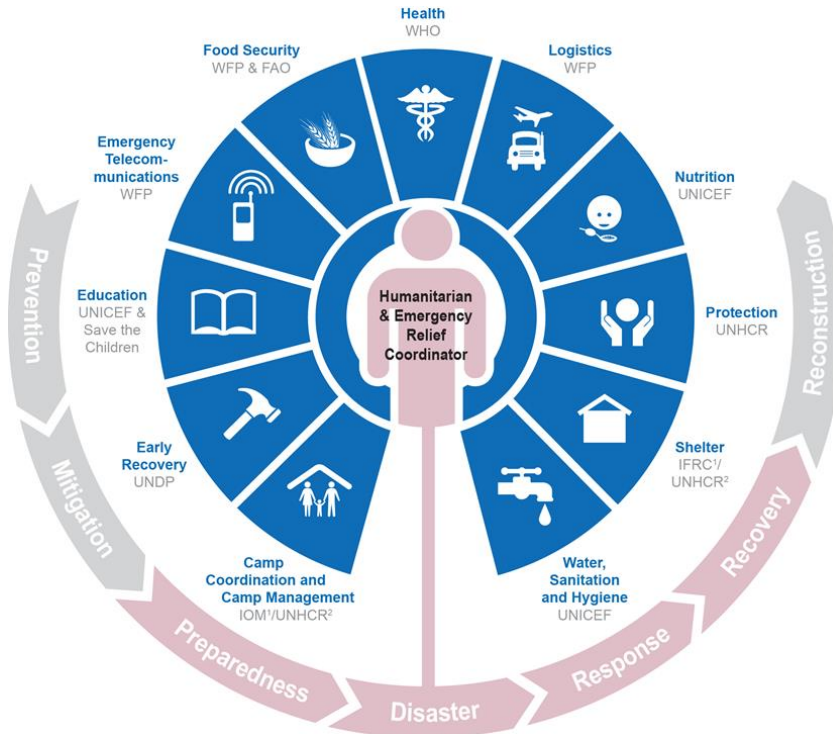 Health
WHO
Food Security
WFP & FAO
Logistics
WFP
Emergency
Telecom-
munications
WFP
Nutrition
UNICEF
Education
UNICEF &
Save the
Children
Humanitarian
& Emergency
Relief
Coordinator
Protection
UNHCR
Early
Recovery
UNDP
Shelter
IFRC¹/
UNHCR²
Camp
Coordination and
Camp Management
IOM¹/UNHCR²
Water,
Sanitation
and Hygiene
UNICEF
Prevention
Mitigation
Preparedness
Disaster
Response
Recovery
Reconstruction